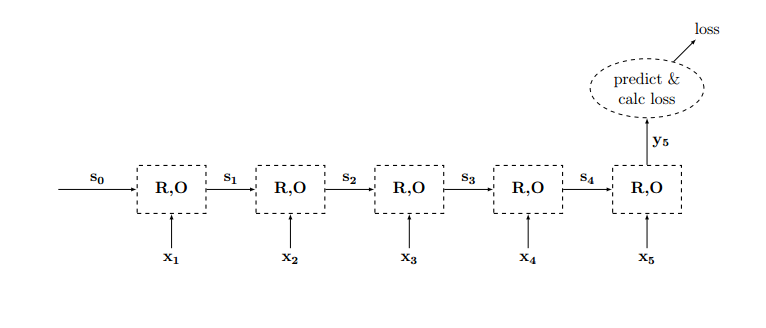 loss
predict &
calc loss
y₅
s₀ s₁ s₂ s₃ s₄
R,O R,O R,O R,O R,O
x₁ x₂ x₃ x₄ x₅